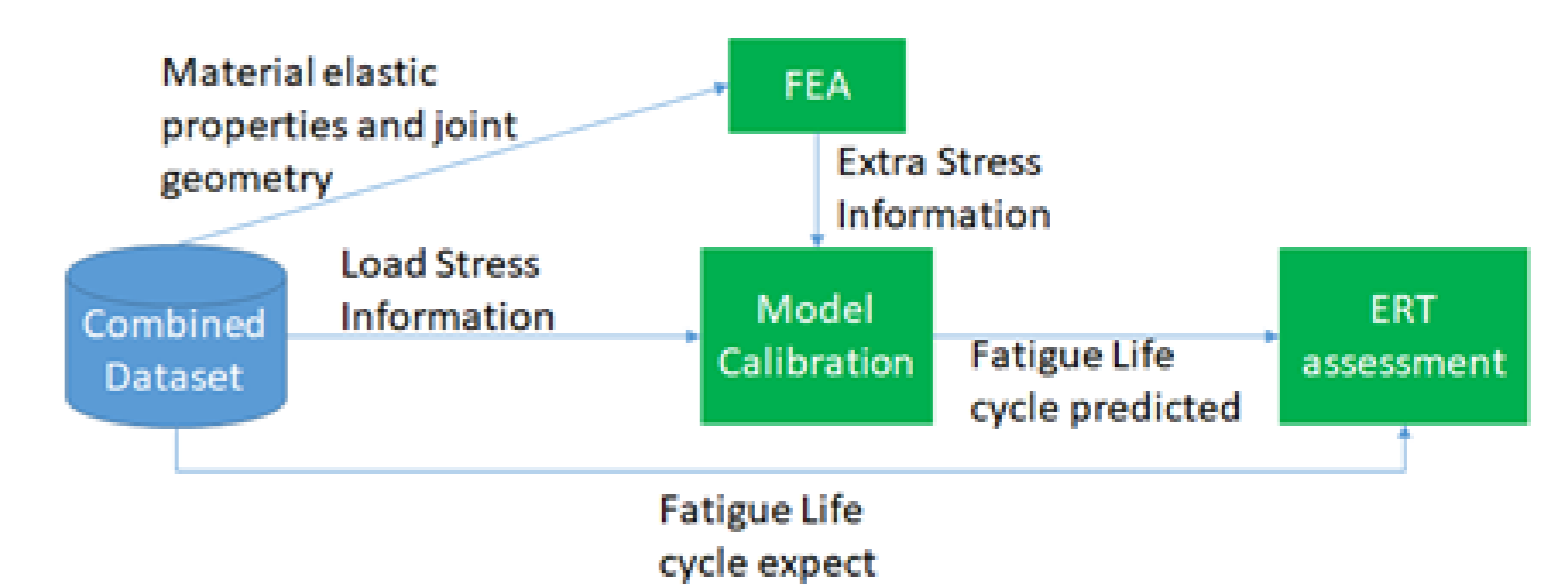 Material elastic
properties and joint
geometry
FEA
Extra Stress
Information
Load Stress
Information
Combined
Dataset
Model
Calibration
Fatigue Life
cycle predicted
ERT
assessment
Fatigue Life
cycle expect